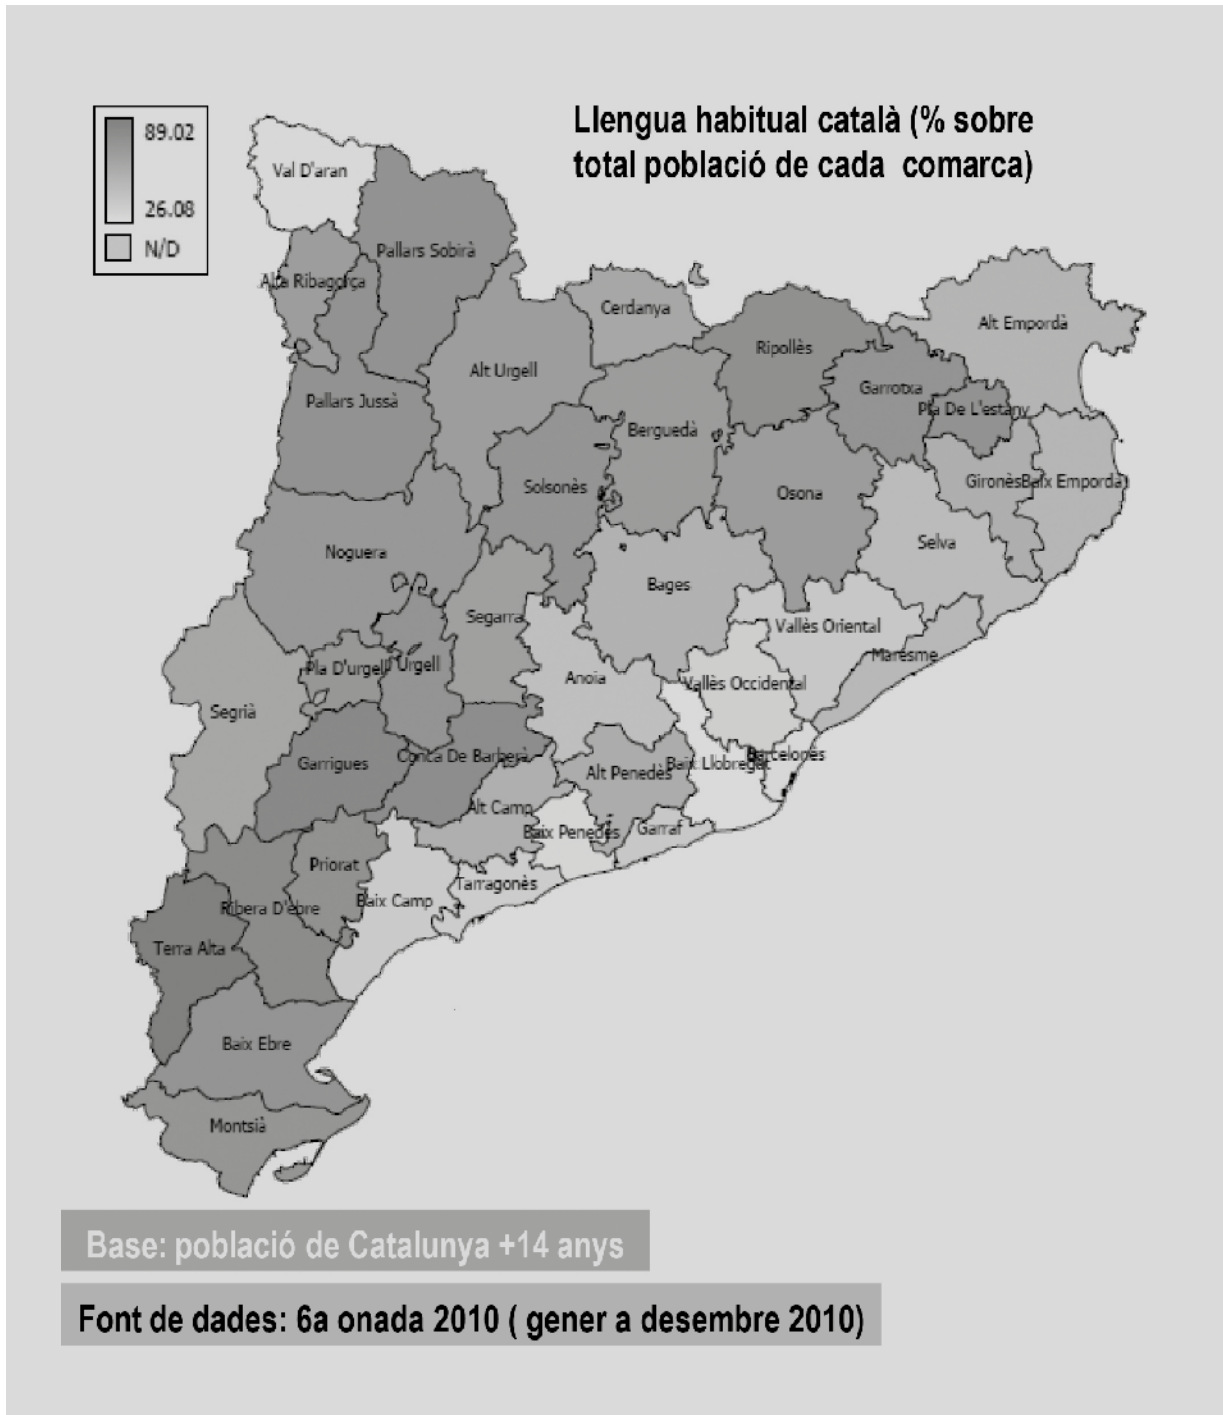 Llengua habitual català (% sobre
total població de cada comarca)
89.02
26.08
N/D
Val D'aran
Pallars Sobirà
Alta Ribagorça
Cerdanya
Alt Empordà
Ripollès
Alt Urgell
Garrotxa
Pallars Jussà
Pla De L'estany
Berguedà
Gironès
Baix Empordà
Solsonès
Osona
Selva
Noguera
Bages
Segarra
Vallès Oriental
Maresme
Pla D'urgell
Urgell
Anoia
Vallès Occidental
Segrià
Conca De Barberà
Barcelonès
Garrigues
Alt Penedès
Baix Llobregat
Alt Camp
Baix Penedès
Garraf
Priorat
Tarragonès
Ribera D'ebre
Baix Camp
Terra Alta
Baix Ebre
Montsià
Base: població de Catalunya +14 anys
Font de dades: 6a onada 2010 ( gener a desembre 2010)